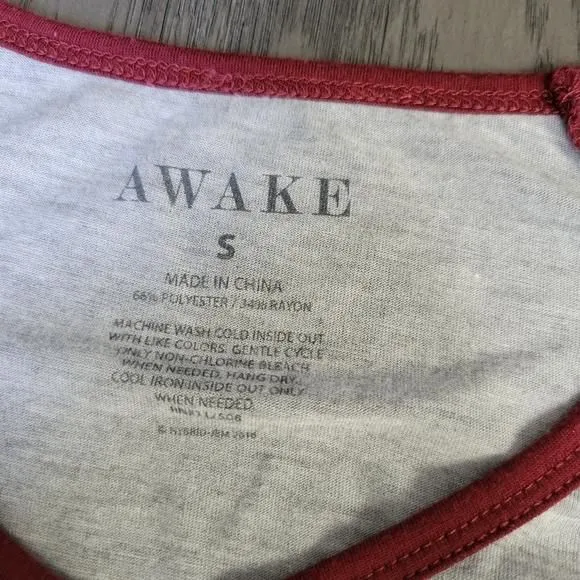 AWAKE
S
MADE IN CHINA
66% POLYESTER / 34% RAYON
MACHINE WASH COLD INSIDE OUT
WITH LIKE COLORS. GENTLE CYCLE
ONLY NON-CHLORINE BLEACH
WHEN NEEDED. HANG DRY.
COOL IRON INSIDE OUT ONLY
WHEN NEEDED